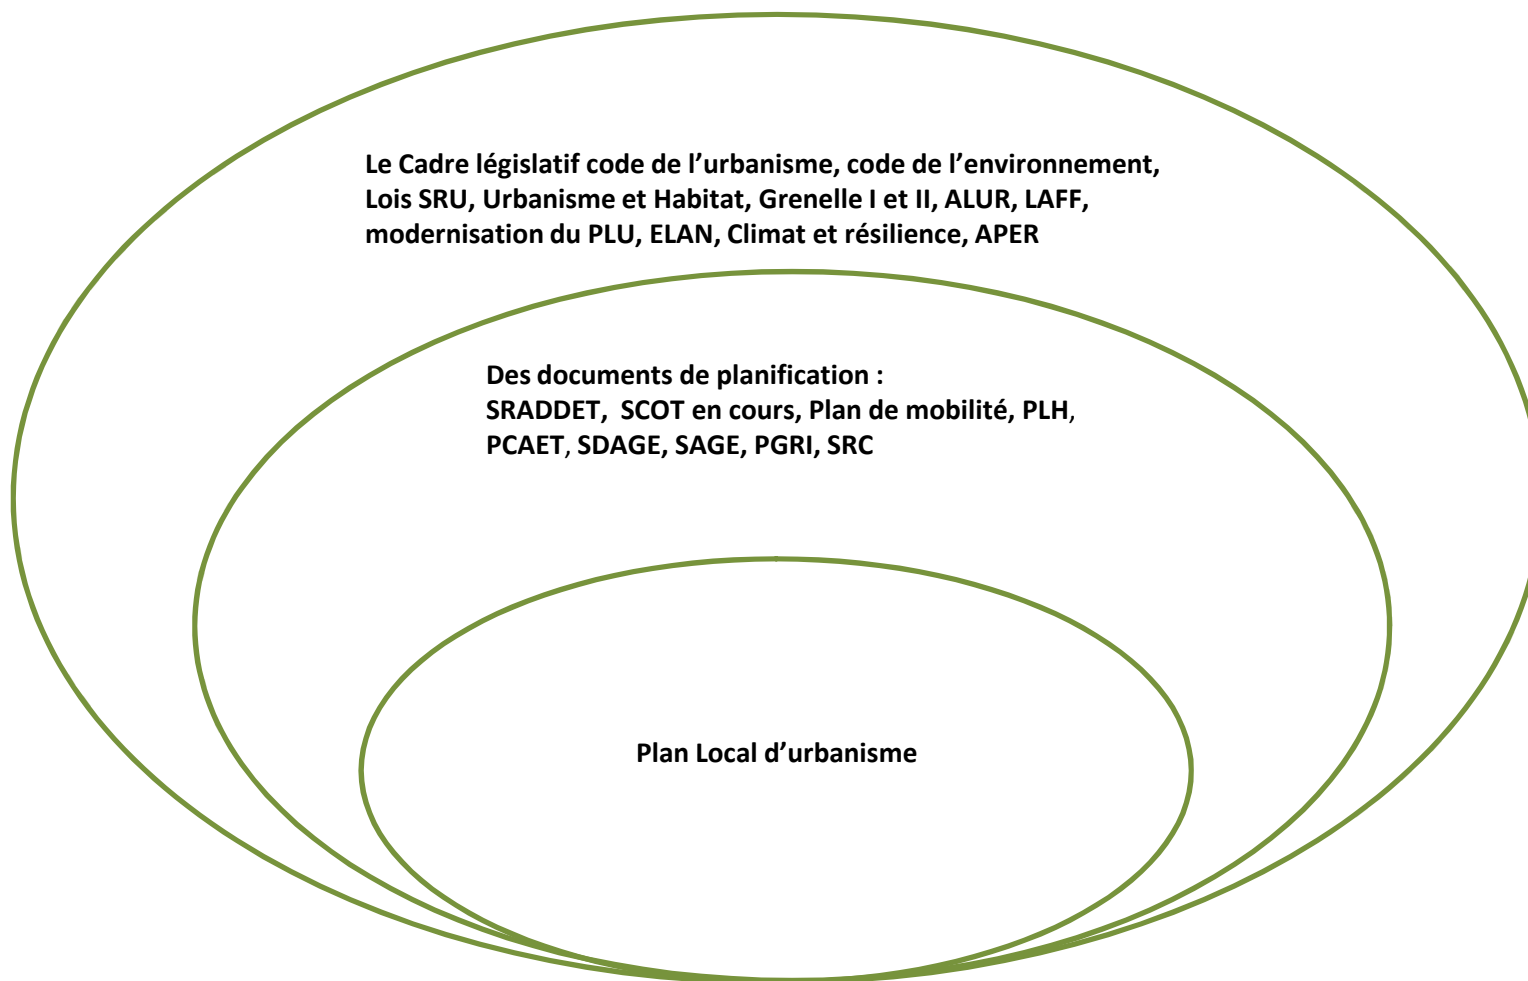 Le Cadre législatif code de l’urbanisme, code de l’environnement,
Lois SRU, Urbanisme et Habitat, Grenelle I et II, ALUR, LAFF,
modernisation du PLU, ELAN, Climat et résilience, APER
Des documents de planification :
SRADDET, SCOT en cours, Plan de mobilité, PLH,
PCAET, SDAGE, SAGE, PGRI, SRC
Plan Local d’urbanisme